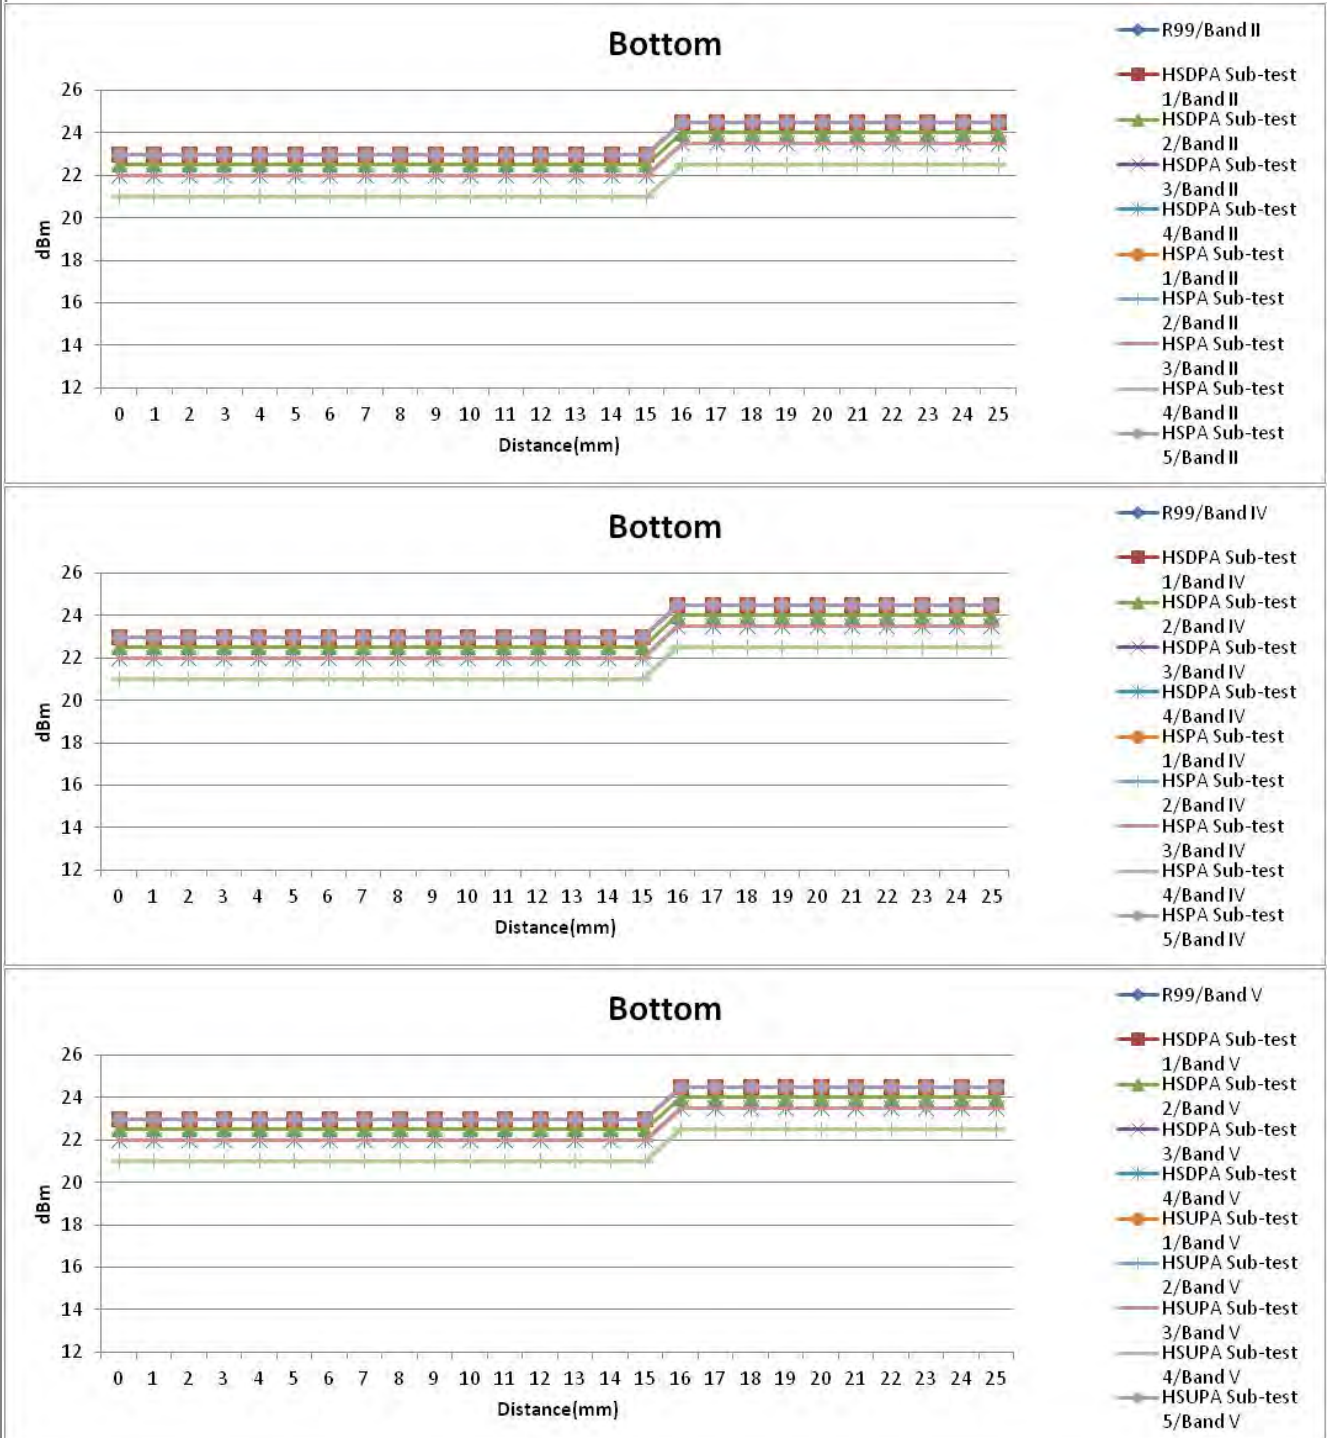 Bottom
26
24
22
20
18
16
14
12
dBm
0 1 2 3 4 5 6 7 8 9 10 11 12 13 14 15 16 17 18 19 20 21 22 23 24 25
Distance(mm)
R99/Band II
HSDPA Sub-test
1/Band II
HSDPA Sub-test
2/Band II
HSDPA Sub-test
3/Band II
HSDPA Sub-test
4/Band II
HSPA Sub-test
1/Band II
HSPA Sub-test
2/Band II
HSPA Sub-test
3/Band II
HSPA Sub-test
4/Band II
HSPA Sub-test
5/Band II
Bottom
26
24
22
20
18
16
14
12
dBm
0 1 2 3 4 5 6 7 8 9 10 11 12 13 14 15 16 17 18 19 20 21 22 23 24 25
Distance(mm)
R99/Band IV
HSDPA Sub-test
1/Band IV
HSDPA Sub-test
2/Band IV
HSDPA Sub-test
3/Band IV
HSDPA Sub-test
4/Band IV
HSPA Sub-test
1/Band IV
HSPA Sub-test
2/Band IV
HSPA Sub-test
3/Band IV
HSPA Sub-test
4/Band IV
HSPA Sub-test
5/Band IV
Bottom
26
24
22
20
18
16
14
12
dBm
0 1 2 3 4 5 6 7 8 9 10 11 12 13 14 15 16 17 18 19 20 21 22 23 24 25
Distance(mm)
R99/Band V
HSDPA Sub-test
1/Band V
HSDPA Sub-test
2/Band V
HSDPA Sub-test
3/Band V
HSDPA Sub-test
4/Band V
HSUPA Sub-test
1/Band V
HSUPA Sub-test
2/Band V
HSUPA Sub-test
3/Band V
HSUPA Sub-test
4/Band V
HSUPA Sub-test
5/Band V